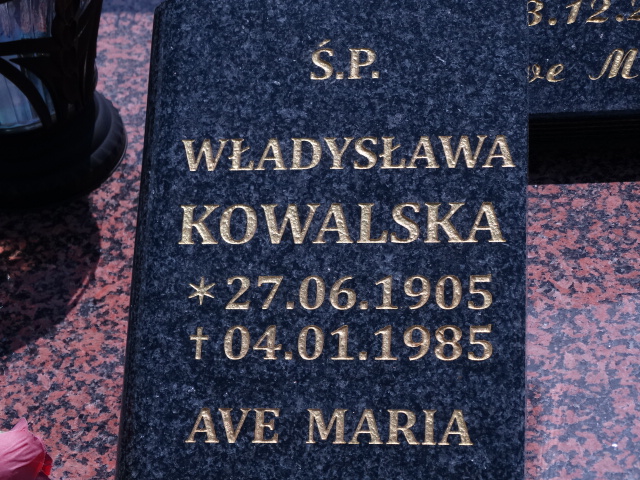 Ś.P.
WŁADYSŁAWA
KOWALSKA
*27.06.1905
†04.01.1985
AVE MARIA